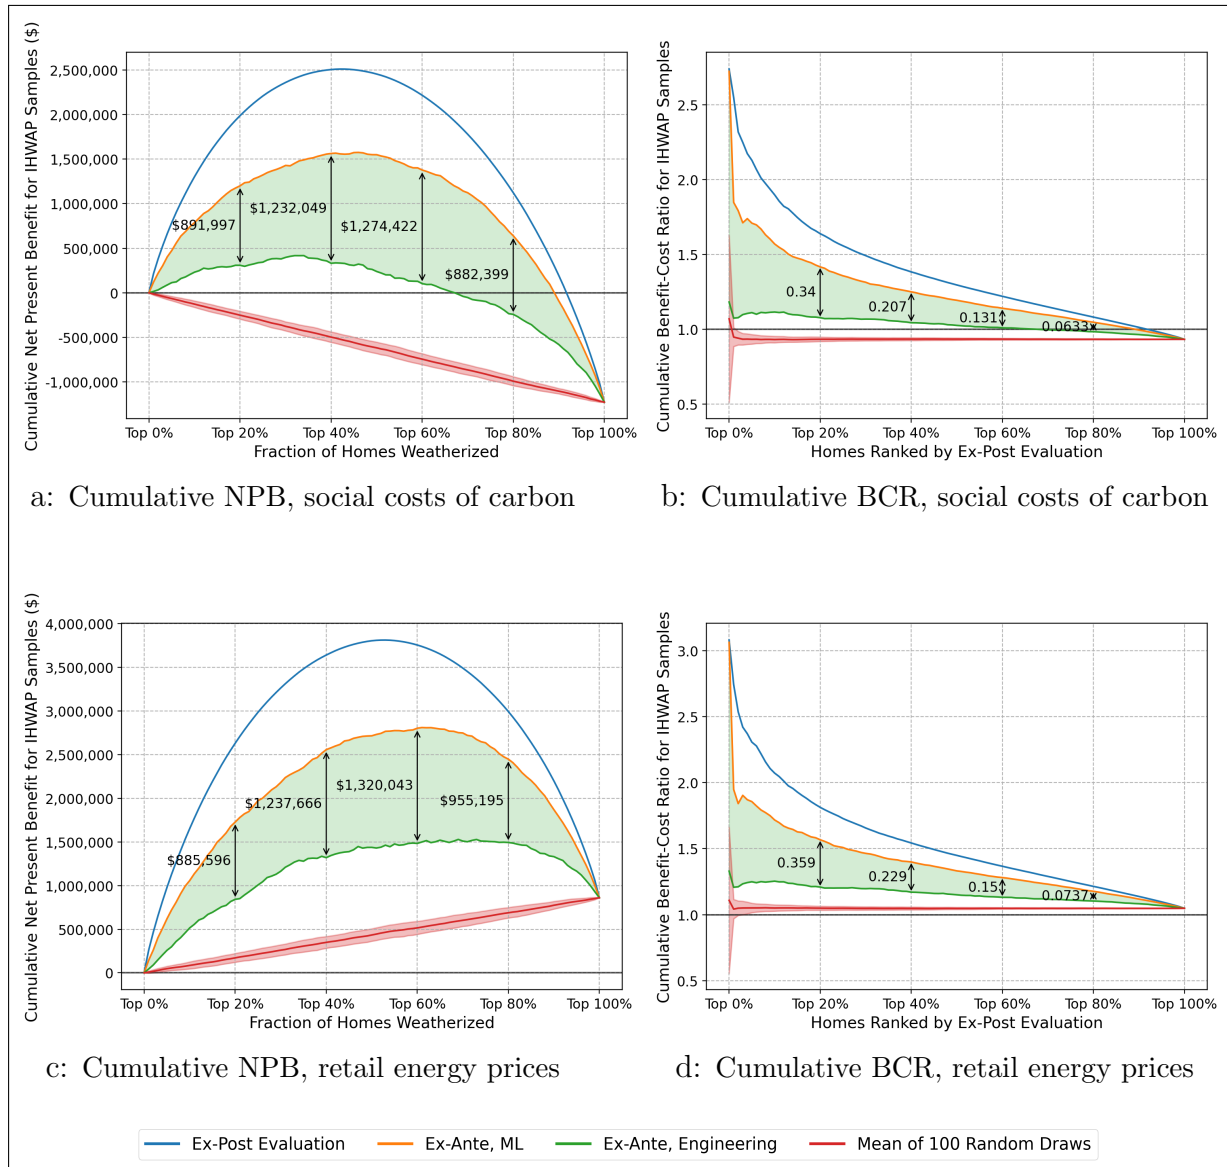 Cumulative Net Present Benefit for IHWAP Samples ($)
2,500,000
2,000,000
1,500,000
1,000,000
500,000
0
-500,000
-1,000,000
$891,997
$1,232,049
$1,274,422
$882,399
Top 0% Top 20% Top 40% Top 60% Top 80% Top 100%
Fraction of Homes Weatherized
a: Cumulative NPB, social costs of carbon
Cumulative Benefit-Cost Ratio for IHWAP Samples
2.5
2.0
1.5
1.0
0.5
0.34
0.207
0.131
0.0633
Top 0% Top 20% Top 40% Top 60% Top 80% Top 100%
Homes Ranked by Ex-Post Evaluation
b: Cumulative BCR, social costs of carbon
Cumulative Net Present Benefit for IHWAP Samples ($)
4,000,000
3,500,000
3,000,000
2,500,000
2,000,000
1,500,000
1,000,000
500,000
0
$885,596
$1,237,666
$1,320,043
$955,195
Top 0% Top 20% Top 40% Top 60% Top 80% Top 100%
Fraction of Homes Weatherized
c: Cumulative NPB, retail energy prices
Cumulative Benefit-Cost Ratio for IHWAP Samples
3.0
2.5
2.0
1.5
1.0
0.5
0.359
0.229
0.15
0.0737
Top 0% Top 20% Top 40% Top 60% Top 80% Top 100%
Homes Ranked by Ex-Post Evaluation
d: Cumulative BCR, retail energy prices
Ex-Post Evaluation Ex-Ante, ML Ex-Ante, Engineering Mean of 100 Random Draws